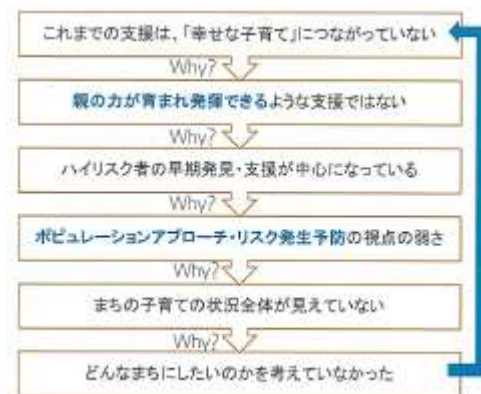 これまでの支援は、「幸せな子育て」につながっていない
Why?
親の力が育まれ発揮できるような支援ではない
Why?
ハイリスク者の早期発見・支援が中心になっている
Why?
ポピュレーションアプローチ・リスク発生予防の視点の弱さ
Why?
まちの子育ての状況全体が見えていない
Why?
どんなまちにしたいのかを考えていなかった